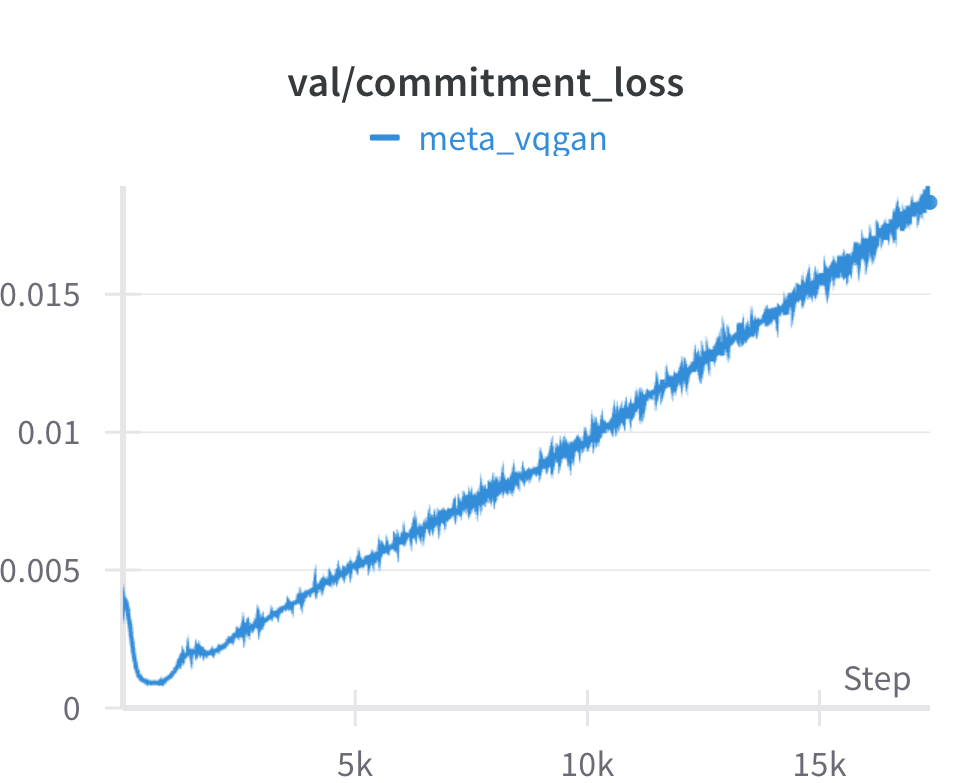 val/commitment_loss
meta_vqgan
0.015
0.01
0.005
0
Step
5k
10k
15k